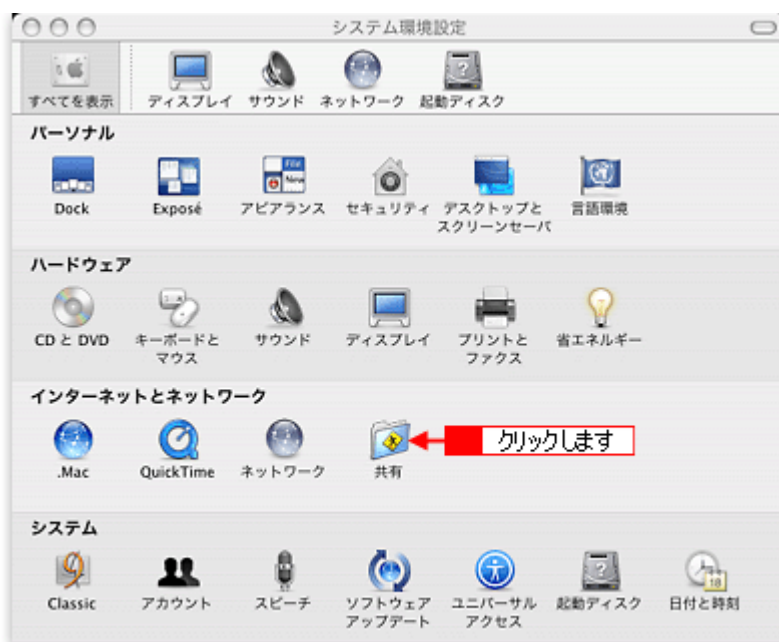 システム環境設定
すべてを表示 ディスプレイ サウンド ネットワーク 起動ディスク
パーソナル
Dock Exposé アピアランス セキュリティ デスクトップと
スクリーンセーバ 言語環境
ハードウェア
CD と DVD キーボードと
マウス サウンド ディスプレイ プリントと
ファクス 省エネルギー
インターネットとネットワーク
クリックします
.Mac QuickTime ネットワーク 共有
システム
Classic アカウント スピーチ ソフトウェア
アップデート ユニバーサル
アクセス 起動ディスク 日付と時刻